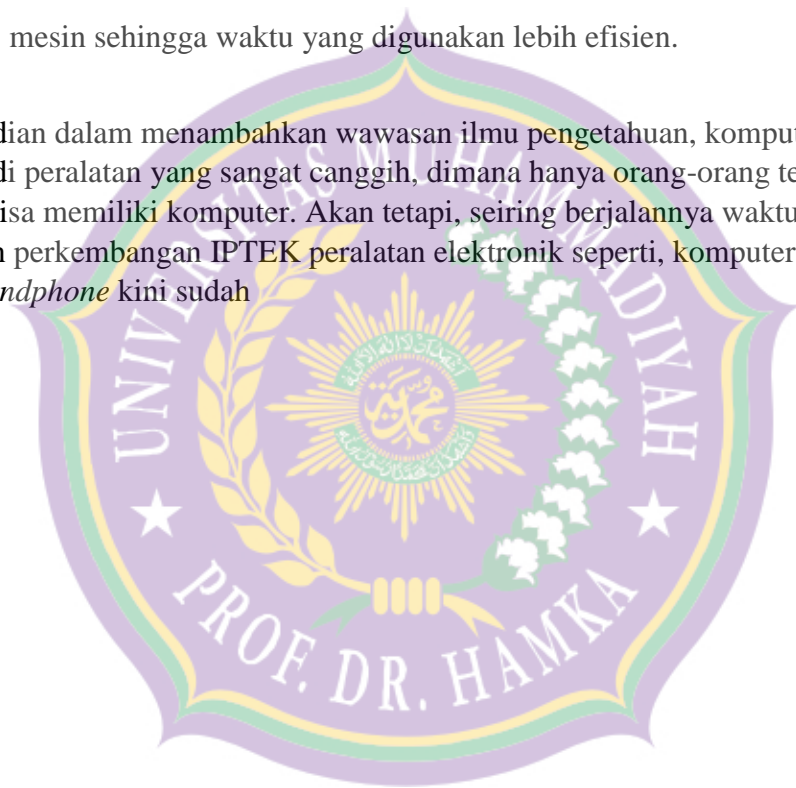 mesin sehingga waktu yang digunakan lebih efisien.
dian dalam menambahkan wawasan ilmu pengetahuan, komput
di peralatan yang sangat canggih, dimana hanya orang-orang te
isa memiliki komputer. Akan tetapi, seiring berjalannya waktu
perkembangan IPTEK peralatan elektronik seperti, komputer
ndphone kini sudah
UNIVERSITAS MUHAMMADIYAH
محمدية
PROF. DR. HAMKA